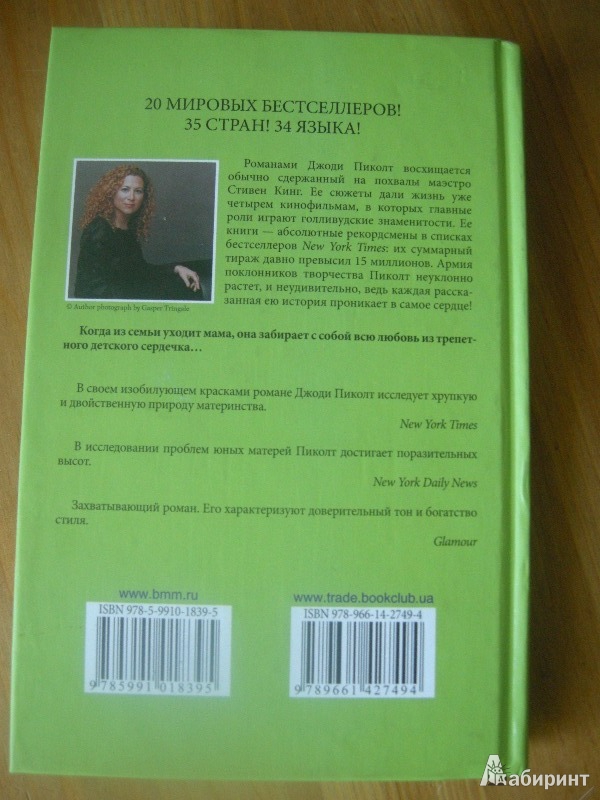 20 МИРОВЫХ БЕСТСЕЛЛЕРОВ!
35 СТРАН! 34 ЯЗЫКА!
Романами Джоди Пиколт восхищается
обычно сдержанный на похвалы маэстро
Стивен Кинг. Ее сюжеты дали жизнь уже
четырем кинофильмам, в которых главные
роли играют голливудские знаменитости. Ее
книги — абсолютные рекордсмены в списках
бестселлеров New York Times: их суммарный
тираж давно превысил 15 миллионов. Армия
поклонников творчества Пиколт неуклонно
растет, и неудивительно, ведь каждая расска-
занная ею история проникает в самое сердце!
© Author photograph by Gasper Tringale
Когда из семьи уходит мама, она забирает с собой всю любовь из трепет-
ного детского сердечка…
В своем изобилующем красками романе Джоди Пиколт исследует хрупкую
и двойственную природу материнства.
New York Times
В исследовании проблем юных матерей Пиколт достигает поразительных
высот.
New York Daily News
Захватывающий роман. Его характеризуют доверительный тон и богатство
стиля.
Glamour
www.bmm.ru
ISBN 978-5-9910-1839-5
9 785991 018395
www.trade.bookclub.ua
ISBN 978-966-14-2749-4
9 789661 427494
Лабиринт